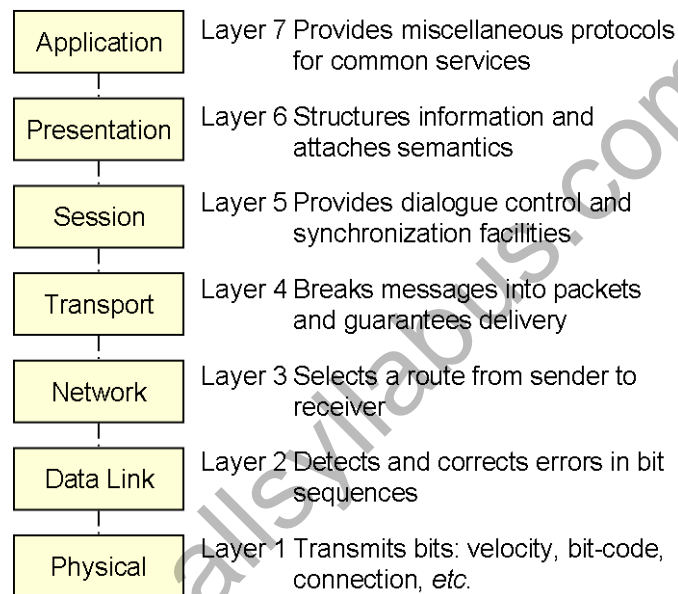 Application
Layer 7 Provides miscellaneous protocols
for common services
Presentation
Layer 6 Structures information and
attaches semantics
Session
Layer 5 Provides dialogue control and
synchronization facilities
Transport
Layer 4 Breaks messages into packets
and guarantees delivery
Network
Layer 3 Selects a route from sender to
receiver
Data Link
Layer 2 Detects and corrects errors in bit
sequences
Physical
Layer 1 Transmits bits: velocity, bit-code,
connection, etc.
allsyllabus.com